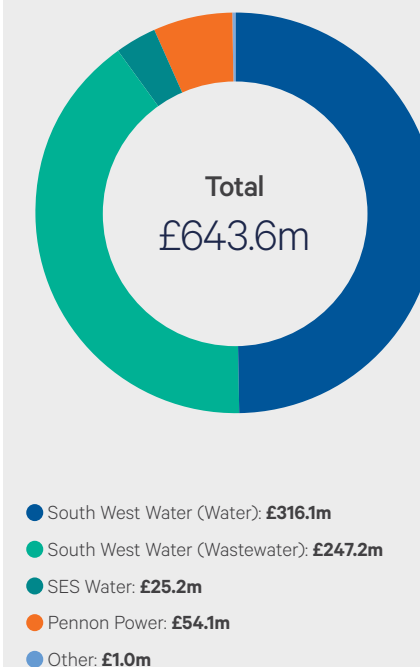 Total
£643.6m
South West Water (Water): £316.1m
South West Water (Wastewater): £247.2m
SES Water: £25.2m
Pennon Power: £54.1m
Other: £1.0m